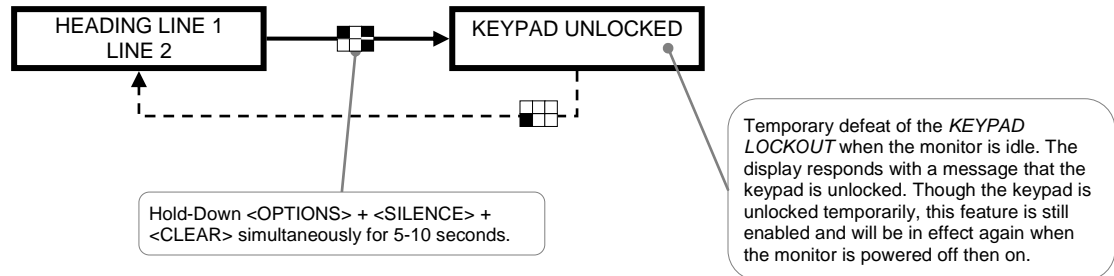 HEADING LINE 1
LINE 2
KEYPAD UNLOCKED
Hold-Down <OPTIONS> + <SILENCE> +
<CLEAR> simultaneously for 5-10 seconds.
Temporary defeat of the KEYPAD
LOCKOUT when the monitor is idle. The
display responds with a message that the
keypad is unlocked. Though the keypad is
unlocked temporarily, this feature is still
enabled and will be in effect again when
the monitor is powered off then on.